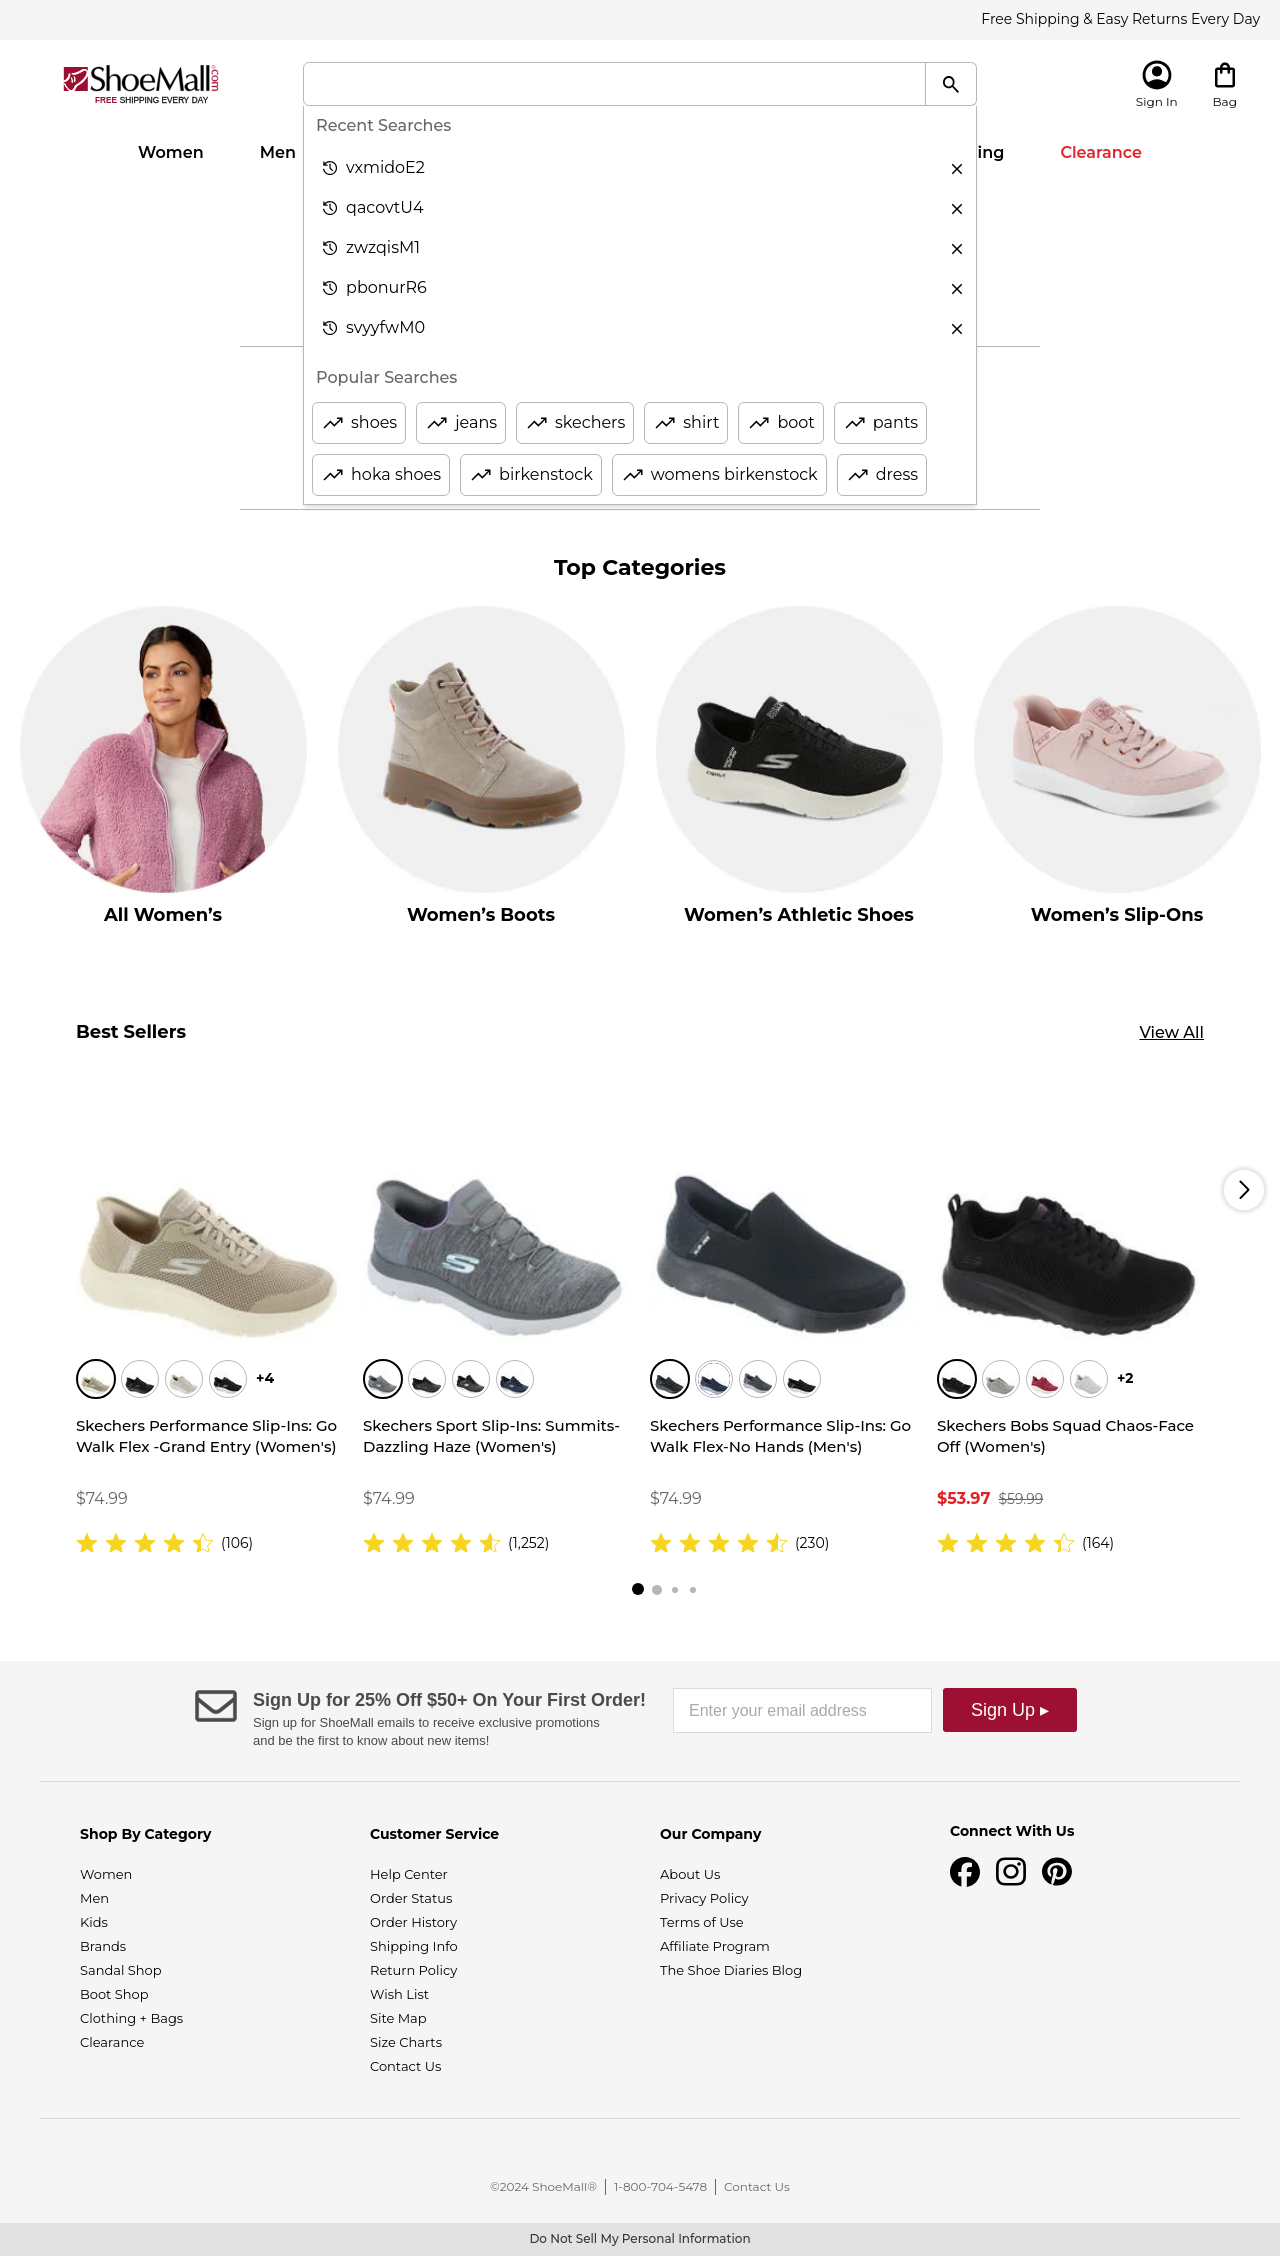 Free Shipping & Easy Returns Every Day
ShoeMall.com
FREE SHIPPING EVERY DAY
Sign In
Bag
Women
Men
ing
Clearance
Recent Searches
vxmidoE2
qacovtU4
zwzqisM1
pbonurR6
svyyfwM0
Popular Searches
shoes
jeans
skechers
shirt
boot
pants
hoka shoes
birkenstock
womens birkenstock
dress
Top Categories
All Women’s
Women’s Boots
Women’s Athletic Shoes
Women’s Slip-Ons
Best Sellers
View All
+4
+2
Skechers Performance Slip-Ins: Go
Walk Flex -Grand Entry (Women's)
$74.99
(106)
Skechers Sport Slip-Ins: Summits-
Dazzling Haze (Women's)
$74.99
(1,252)
Skechers Performance Slip-Ins: Go
Walk Flex-No Hands (Men's)
$74.99
(230)
Skechers Bobs Squad Chaos-Face
Off (Women's)
$53.97 $59.99
(164)
Sign Up for 25% Off $50+ On Your First Order!
Sign up for ShoeMall emails to receive exclusive promotions
and be the first to know about new items!
Enter your email address
Sign Up ▸
Shop By Category
Women
Men
Kids
Brands
Sandal Shop
Boot Shop
Clothing + Bags
Clearance
Customer Service
Help Center
Order Status
Order History
Shipping Info
Return Policy
Wish List
Site Map
Size Charts
Contact Us
Our Company
About Us
Privacy Policy
Terms of Use
Affiliate Program
The Shoe Diaries Blog
Connect With Us
©2024 ShoeMall®
1-800-704-5478
Contact Us
Do Not Sell My Personal Information